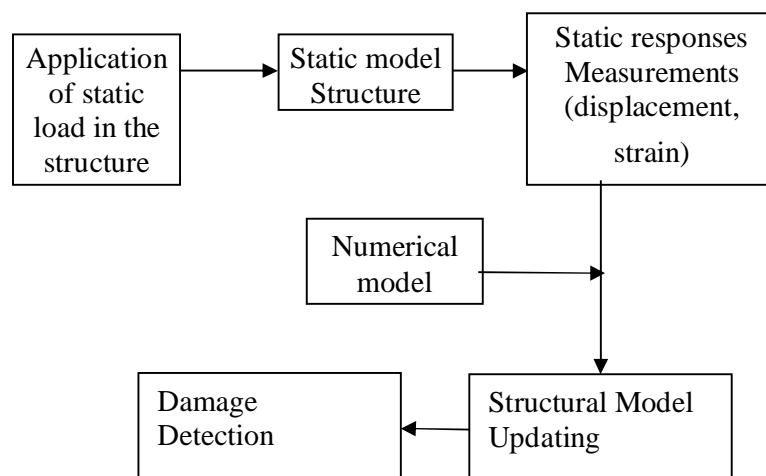 Application
of static
load in the
structure
Static model
Structure
Static responses
Measurements
(displacement,
strain)
Numerical
model
Structural Model
Updating
Damage
Detection